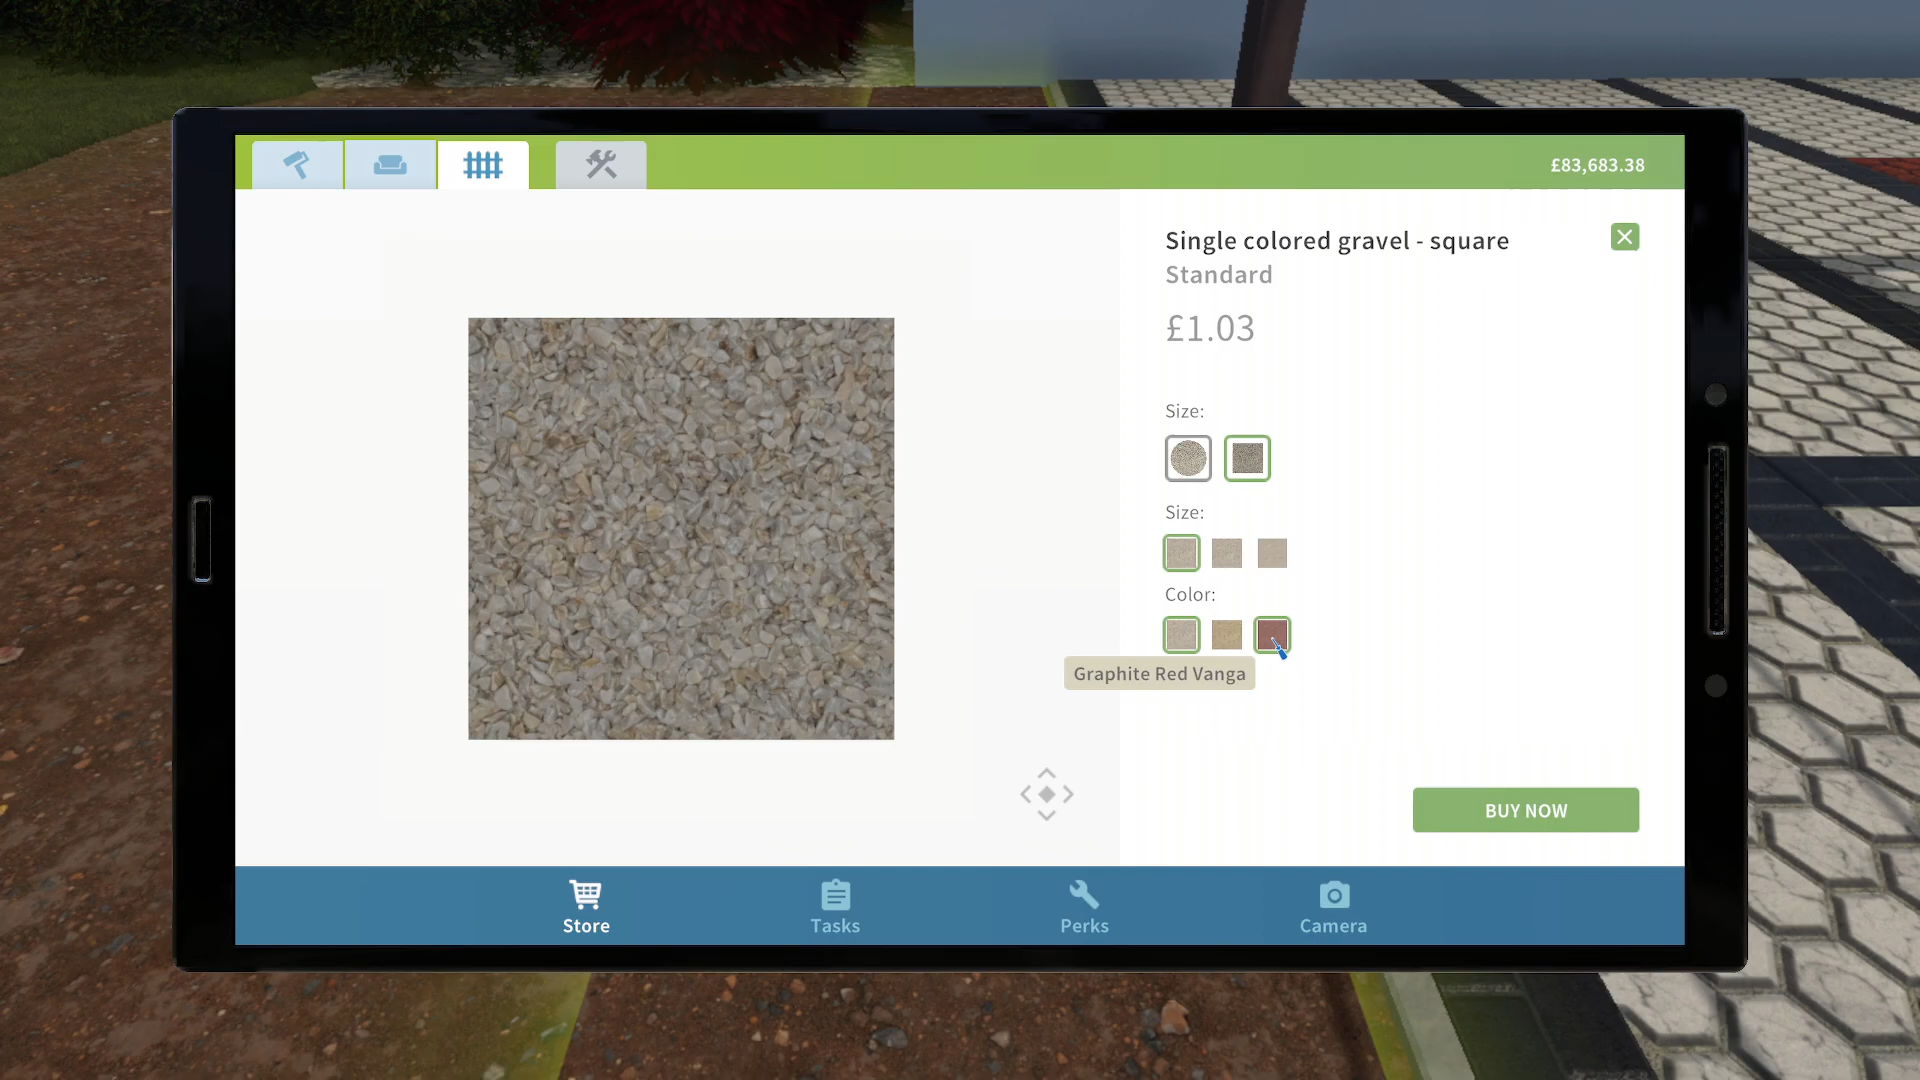 £83,683.38
Single colored gravel - square
Standard
£1.03
Size:
Size:
Color:
Graphite Red Vanga
BUY NOW
Store
Tasks
Perks
Camera